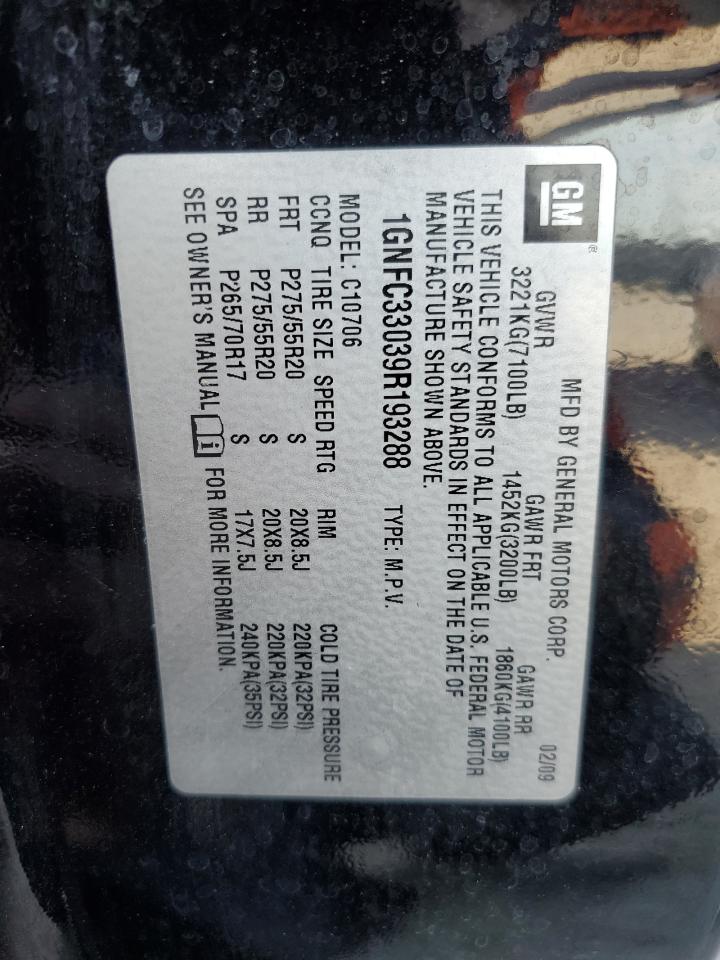 GM ®
MFD BY GENERAL MOTORS CORP. 02/09
GVWR GAWR FRT GAWR RR
3221KG(7100LB) 1452KG(3200LB) 1860KG(4100LB)
THIS VEHICLE CONFORMS TO ALL APPLICABLE U.S. FEDERAL MOTOR
VEHICLE SAFETY STANDARDS IN EFFECT ON THE DATE OF
MANUFACTURE SHOWN ABOVE.
1GNFC33039R193288 TYPE: M.P.V.
MODEL: C10706
CCNQ TIRE SIZE SPEED RTG RIM COLD TIRE PRESSURE
FRT P275/55R20 S 20X8.5J 220KPA(32PSI)
RR P275/55R20 S 20X8.5J 220KPA(32PSI)
SPA P265/70R17 S 17X7.5J 240KPA(35PSI)
SEE OWNER'S MANUAL i FOR MORE INFORMATION.